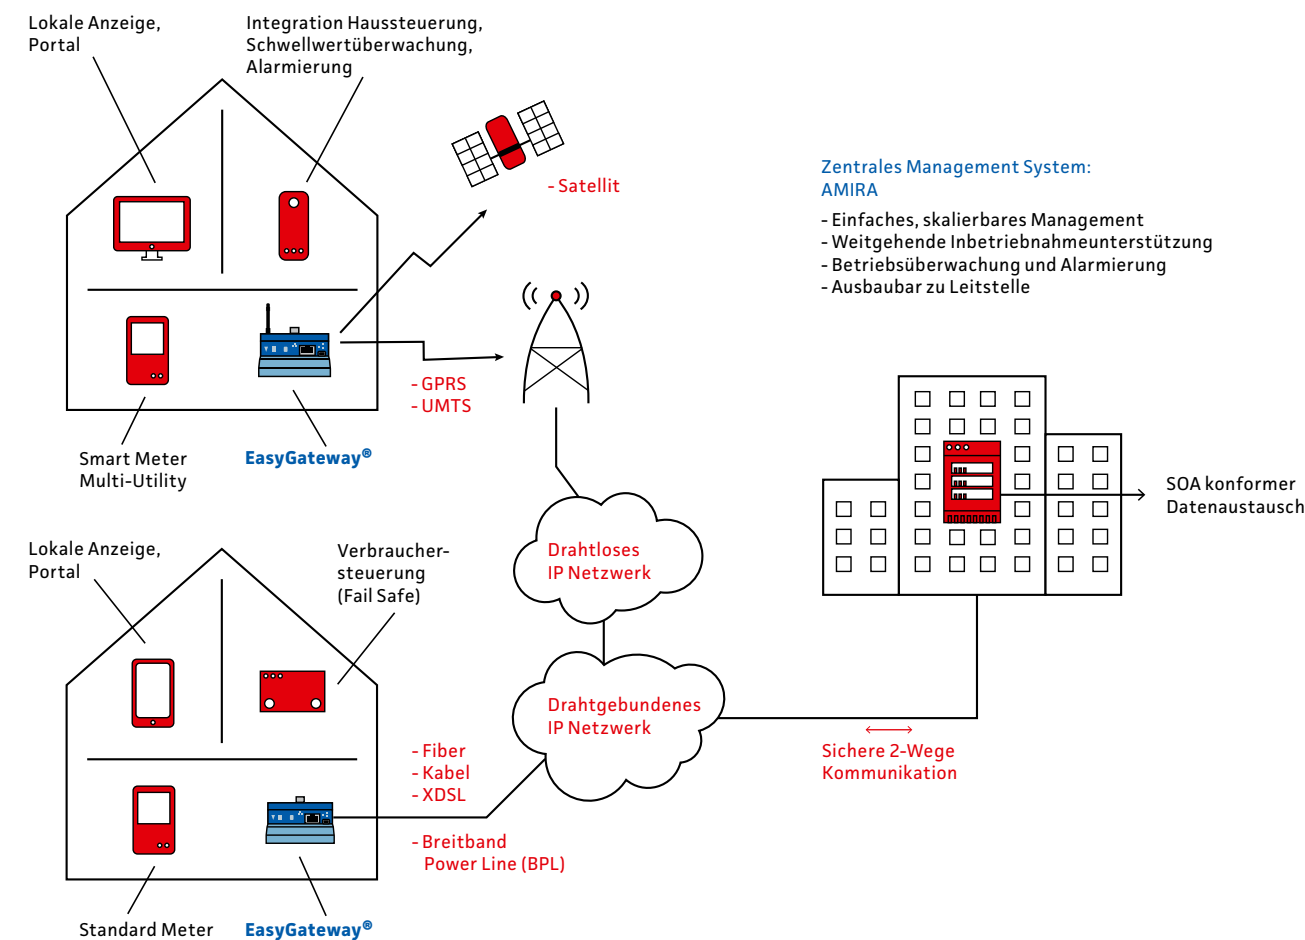 Lokale Anzeige,
Portal
Integration Haussteuerung,
Schwellwertüberwachung,
Alarmierung
- Satellit
Zentrales Management System:
AMIRA
- Einfaches, skalierbares Management
- Weitgehende Inbetriebnahmeunterstützung
- Betriebsüberwachung und Alarmierung
- Ausbaubar zu Leitstelle
- GPRS
- UMTS
Smart Meter
Multi-Utility
EasyGateway®
SOA konformer
Datenaustausch
Lokale Anzeige,
Portal
Verbraucher-
steuerung
(Fail Safe)
Drahtloses
IP Netzwerk
Drahtgebundenes
IP Netzwerk
- Fiber
- Kabel
- XDSL
- Breitband
Power Line (BPL)
Sichere 2-Wege
Kommunikation
Standard Meter
EasyGateway®